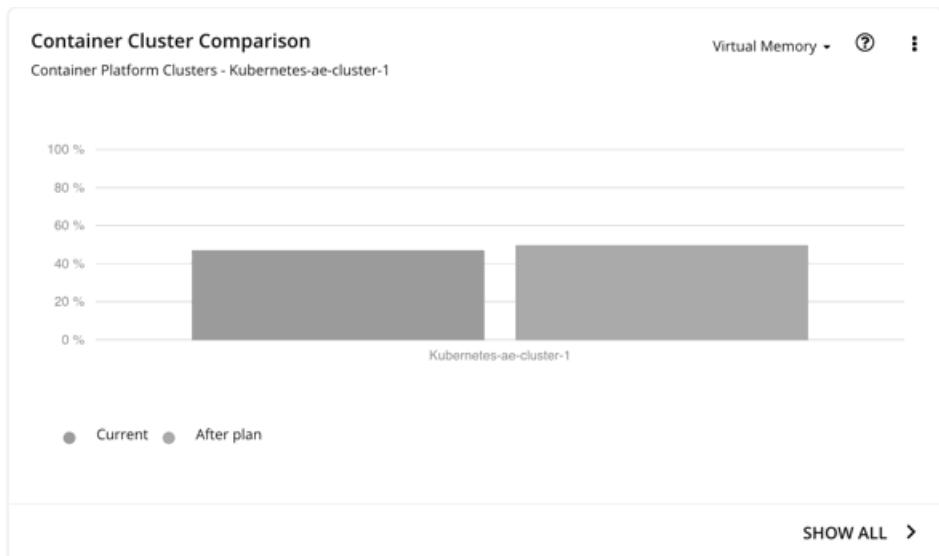 Container Cluster Comparison
Virtual Memory
Container Platform Clusters - Kubernetes-ae-cluster-1
100 %
80 %
60 %
40 %
20 %
0 %
Kubernetes-ae-cluster-1
Current After plan
SHOW ALL